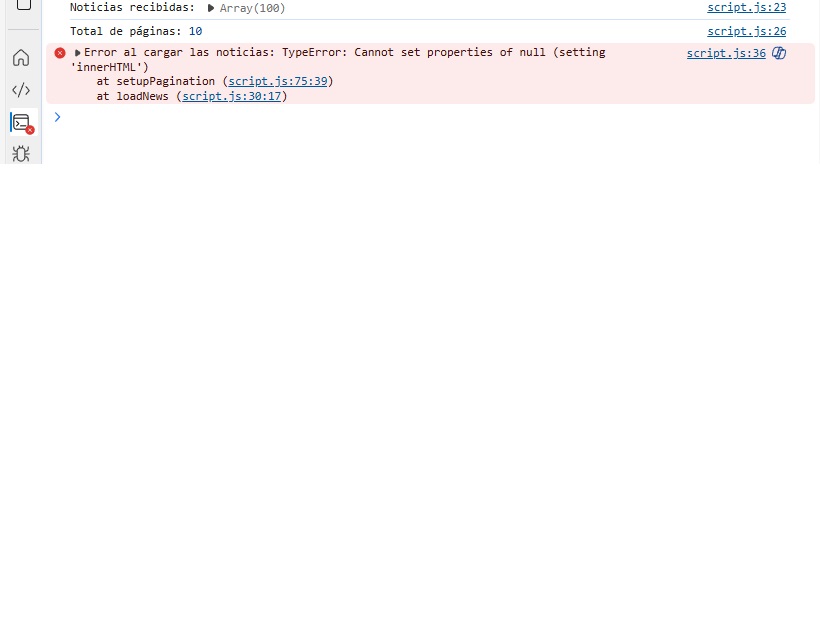 Noticias recibidas: ▶ Array(100) script.js:23
Total de páginas: 10 script.js:26
▶Error al cargar las noticias: TypeError: Cannot set properties of null (setting script.js:36
'innerHTML')
at setupPagination (script.js:75:39)
at loadNews (script.js:30:17)